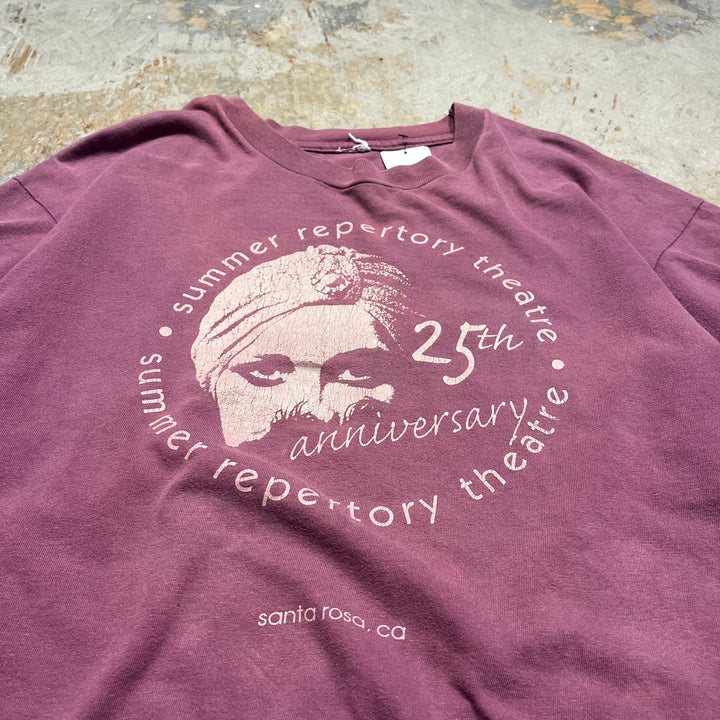 summer repertory theatre
25th
anniversary
summer repertory theatre
santa rosa, ca